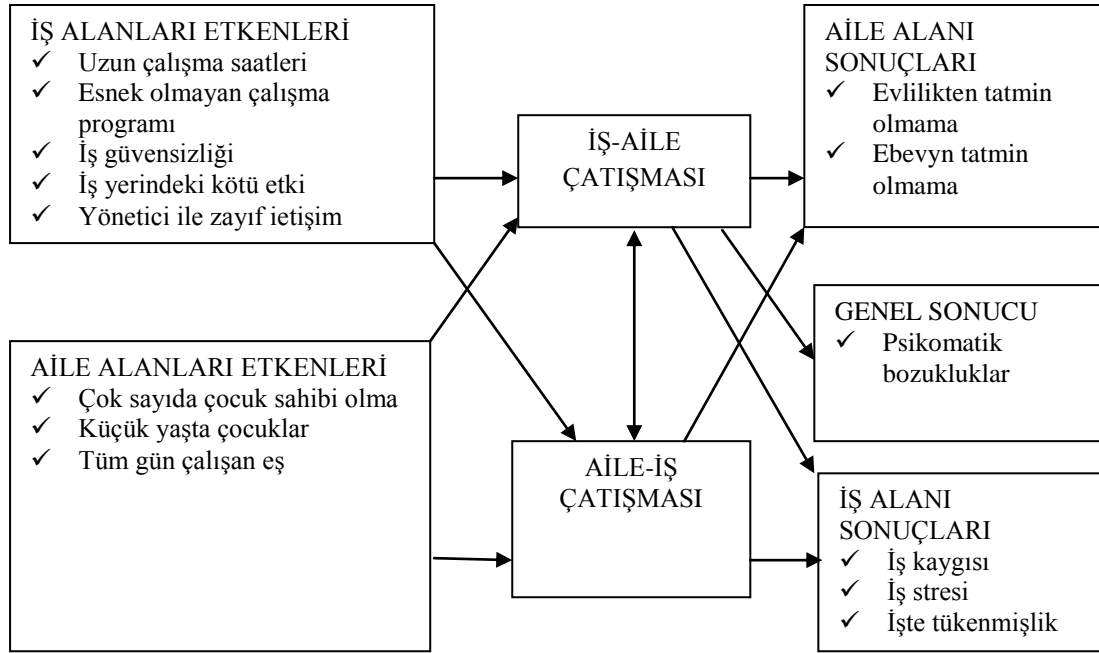 İŞ ALANLARI ETKENLERİ
✓ Uzun çalışma saatleri
✓ Esnek olmayan çalışma
programı
✓ İş güvensizliği
✓ İş yerindeki kötü etki
✓ Yönetici ile zayıf ietişim
AİLE ALANLARI ETKENLERİ
✓ Çok sayıda çocuk sahibi olma
✓ Küçük yaşta çocuklar
✓ Tüm gün çalışan eş
İŞ-AİLE
ÇATIŞMASI
AİLE-İŞ
ÇATIŞMASI
AİLE ALANI
SONUÇLARI
✓ Evlilikten tatmin
olmama
✓ Ebevyn tatmin
olmama
GENEL SONUCU
✓ Psikomatik
bozukluklar
İŞ ALANI
SONUÇLARI
✓ İş kaygısı
✓ İş stresi
✓ İşte tükenmişlik